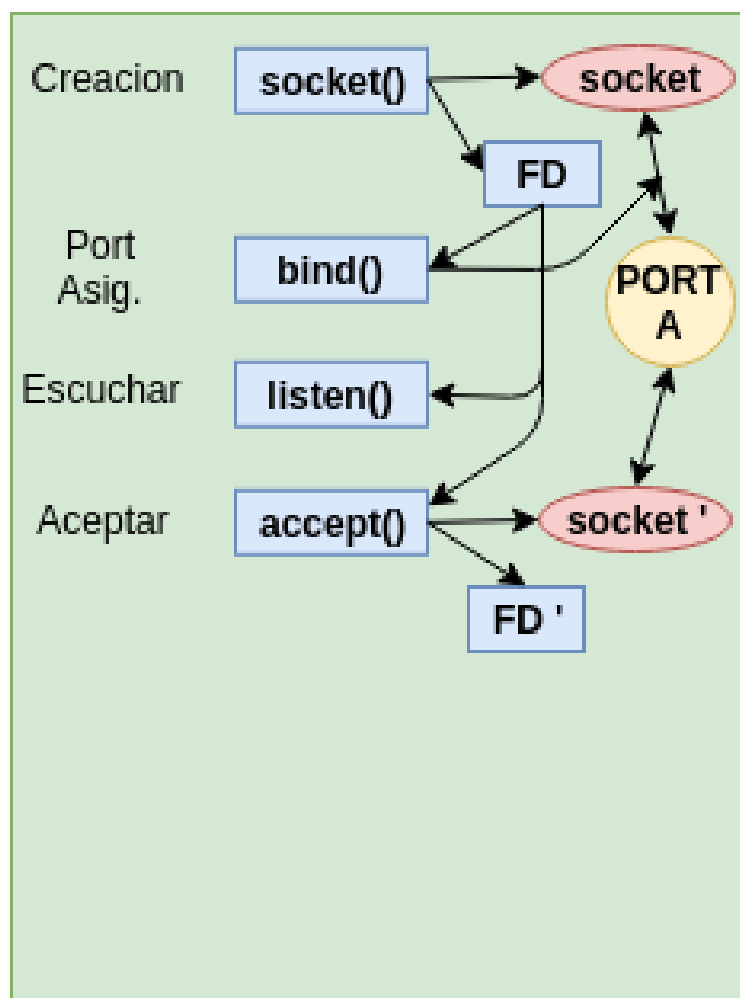 Creacion
socket()
socket
FD
Port
Asig.
bind()
PORT
A
Escuchar
listen()
Aceptar
accept()
socket '
FD '